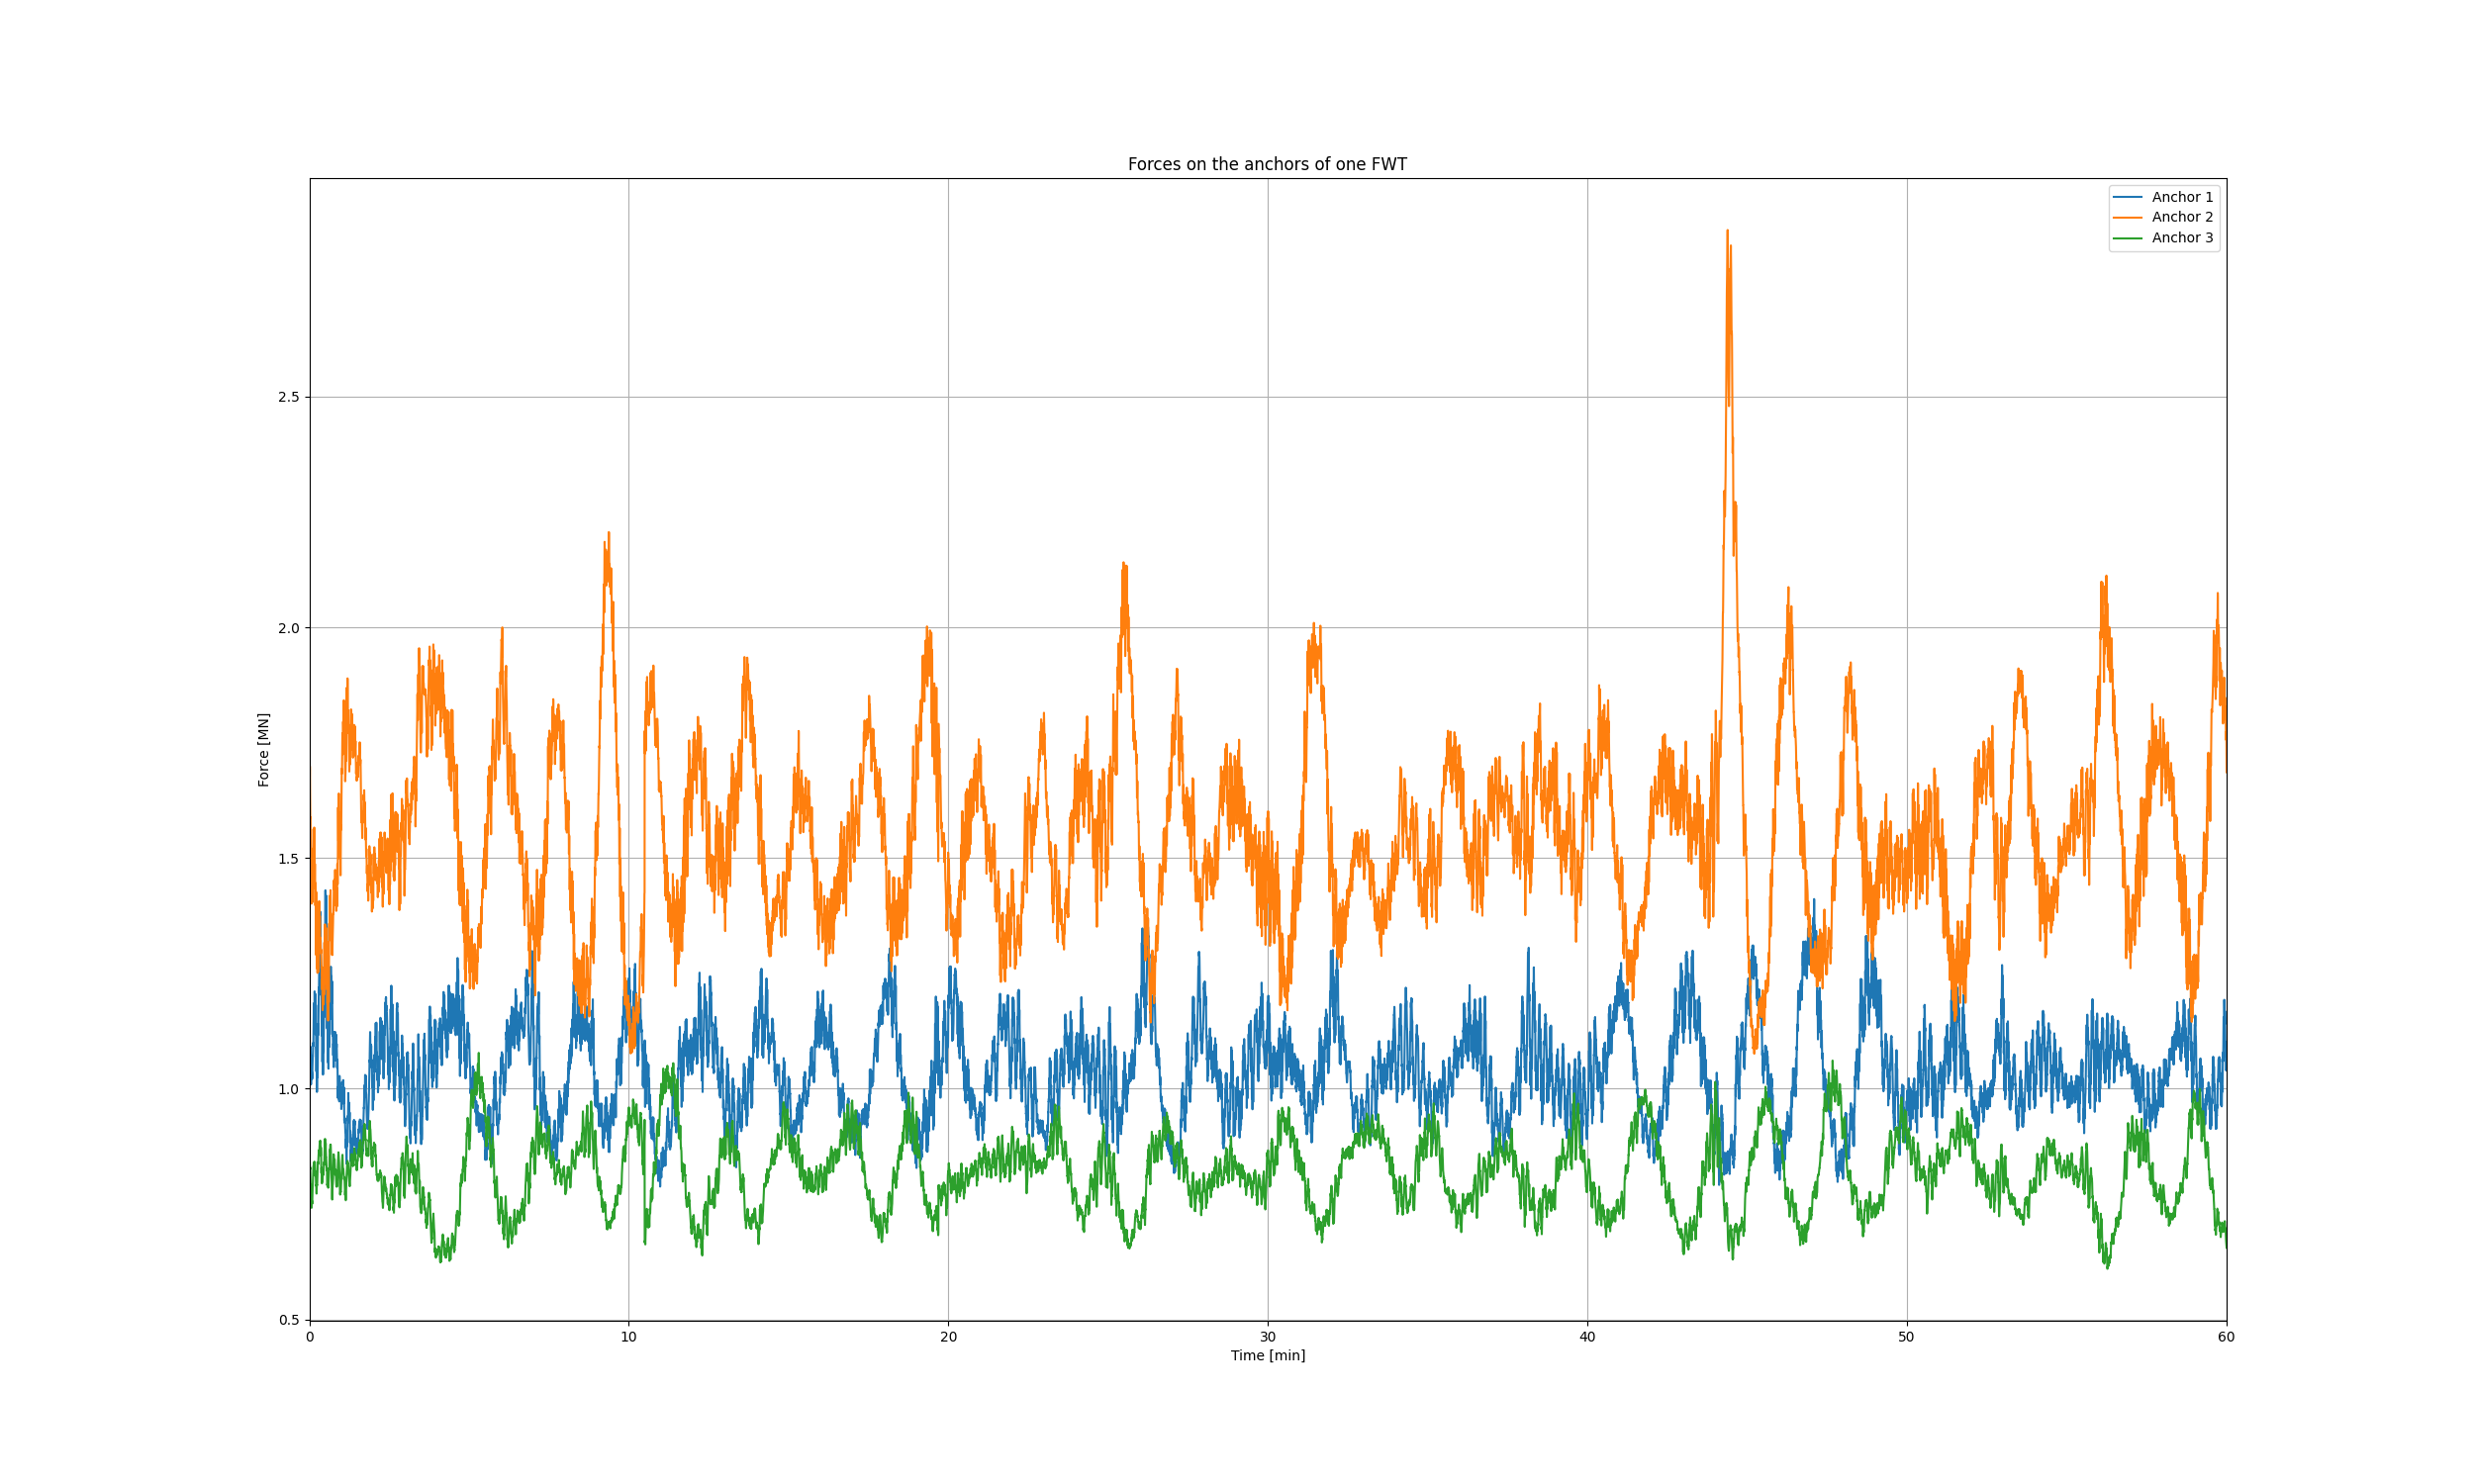 Forces on the anchors of one FWT
Anchor 1
Anchor 2
Anchor 3
Force [MN]
2.5
2.0
1.5
1.0
0.5
0 10 20 30 40 50 60
Time [min]